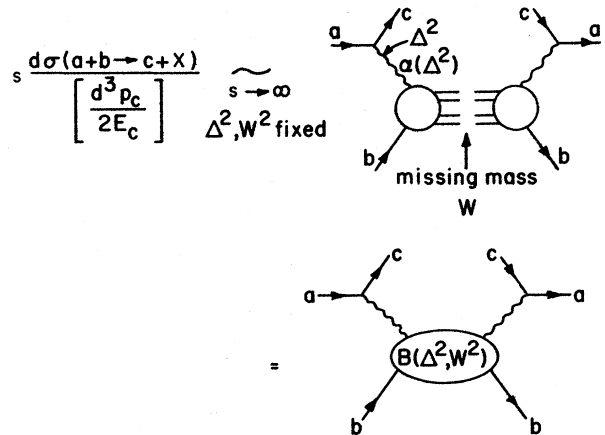 s dσ(a+b→c+X) / [d³p_c / 2E_c]
~
s→∞
Δ²,W² fixed
a
c
Δ²
α(Δ²)
b
c
a
b
missing mass
W
=
a
c
c
a
B(Δ²,W²)
b
b